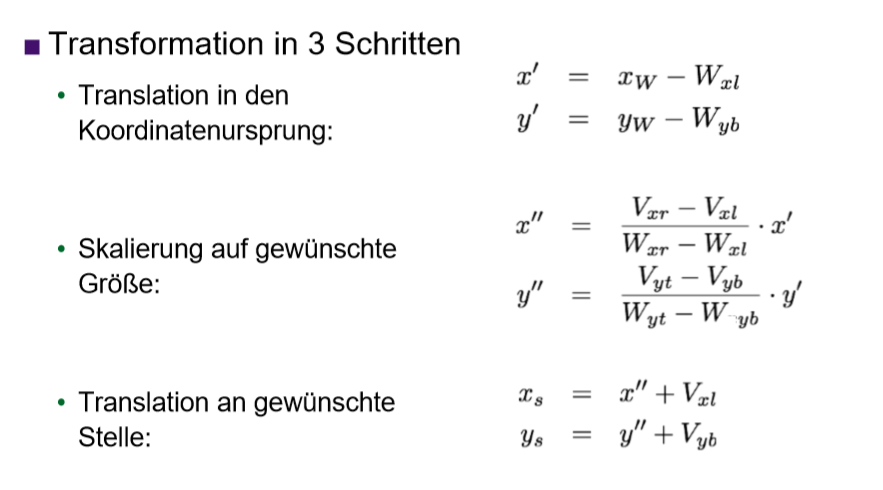 Transformation in 3 Schritten
• Translation in den
Koordinatenursprung:
x′ = x_W − W_{xl}
y′ = y_W − W_{yb}
• Skalierung auf gewünschte
Größe:
x″ = \frac{V_{xr} − V_{xl}}{W_{xr} − W_{xl}} · x′
y″ = \frac{V_{yt} − V_{yb}}{W_{yt} − W_{yb}} · y′
• Translation an gewünschte
Stelle:
x_s = x″ + V_{xl}
y_s = y″ + V_{yb}